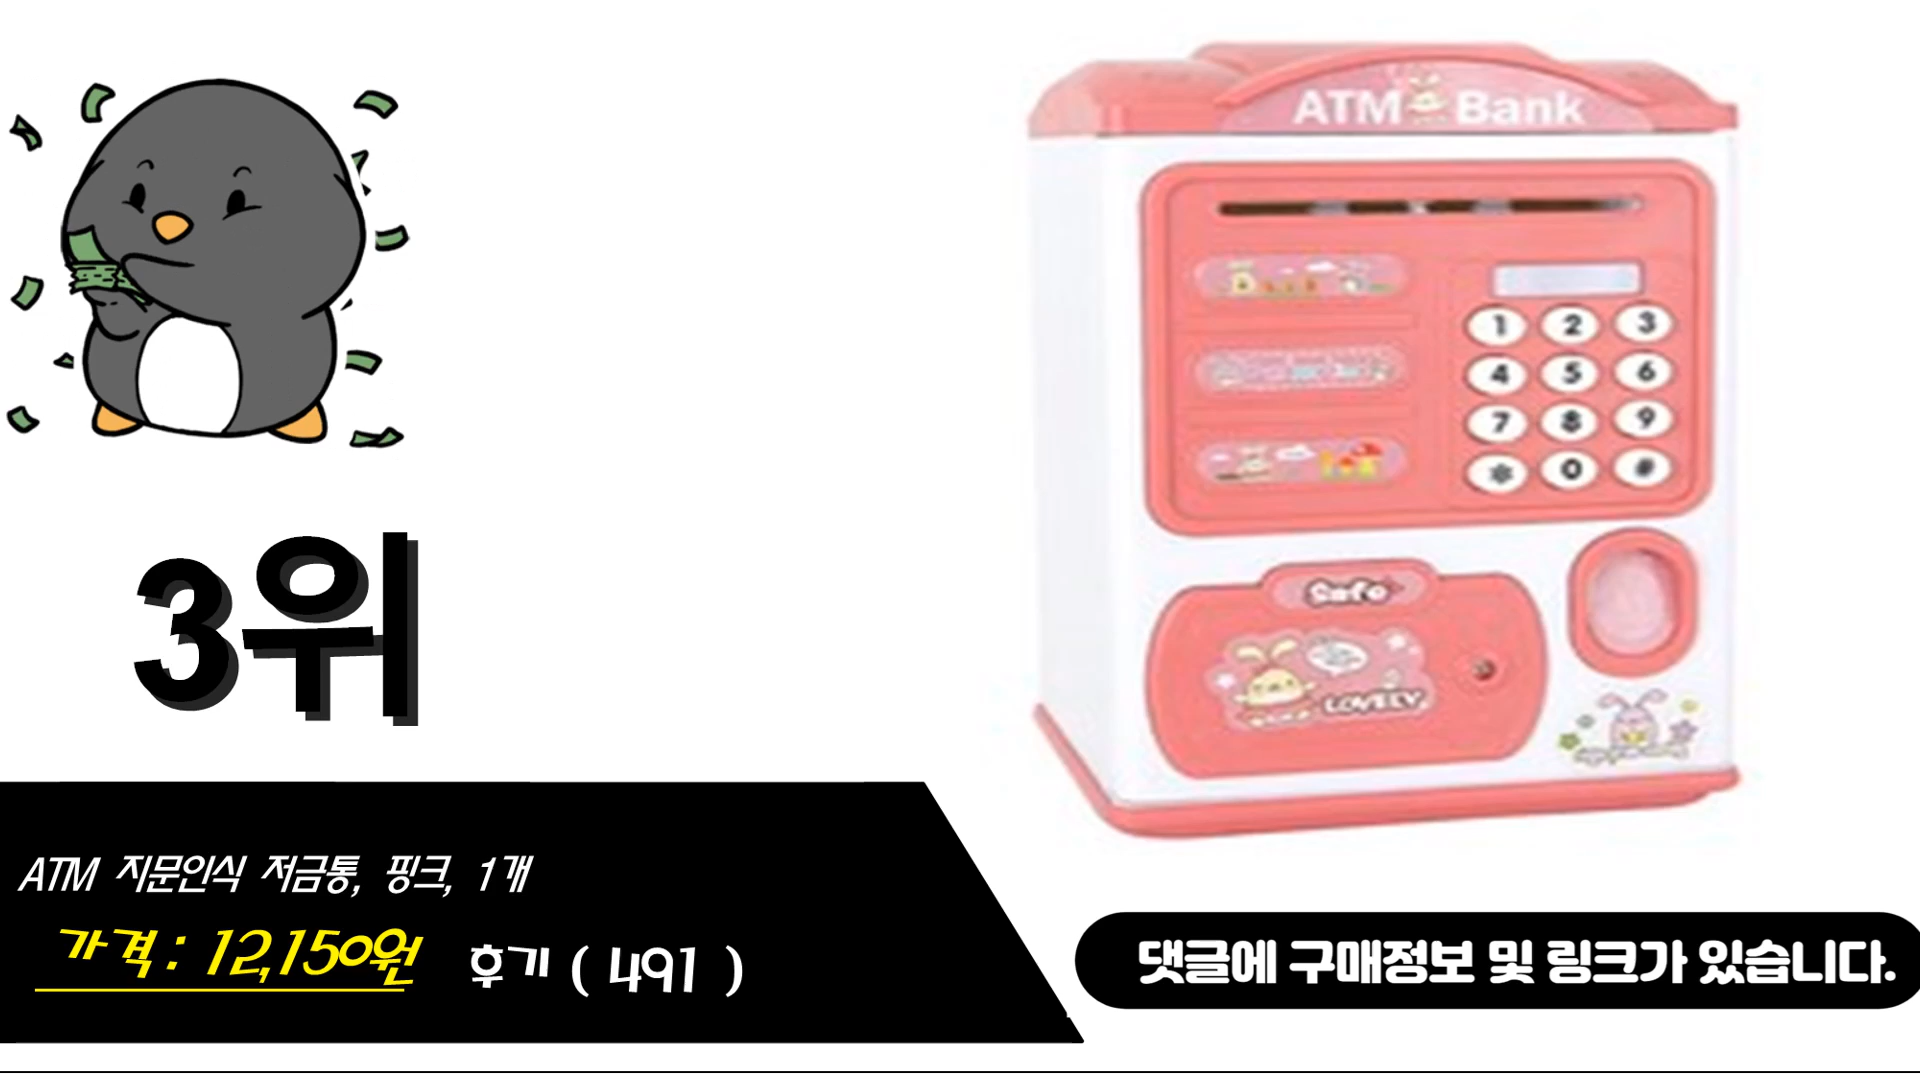 ATM Bank
1 2 3
4 5 6
7 8 9
* 0 #
Safe
LOVELY
3위
ATM 지문인식 저금통, 핑크, 1개
가격 : 12,150원
후기 ( 491 )
댓글에 구매정보 및 링크가 있습니다.